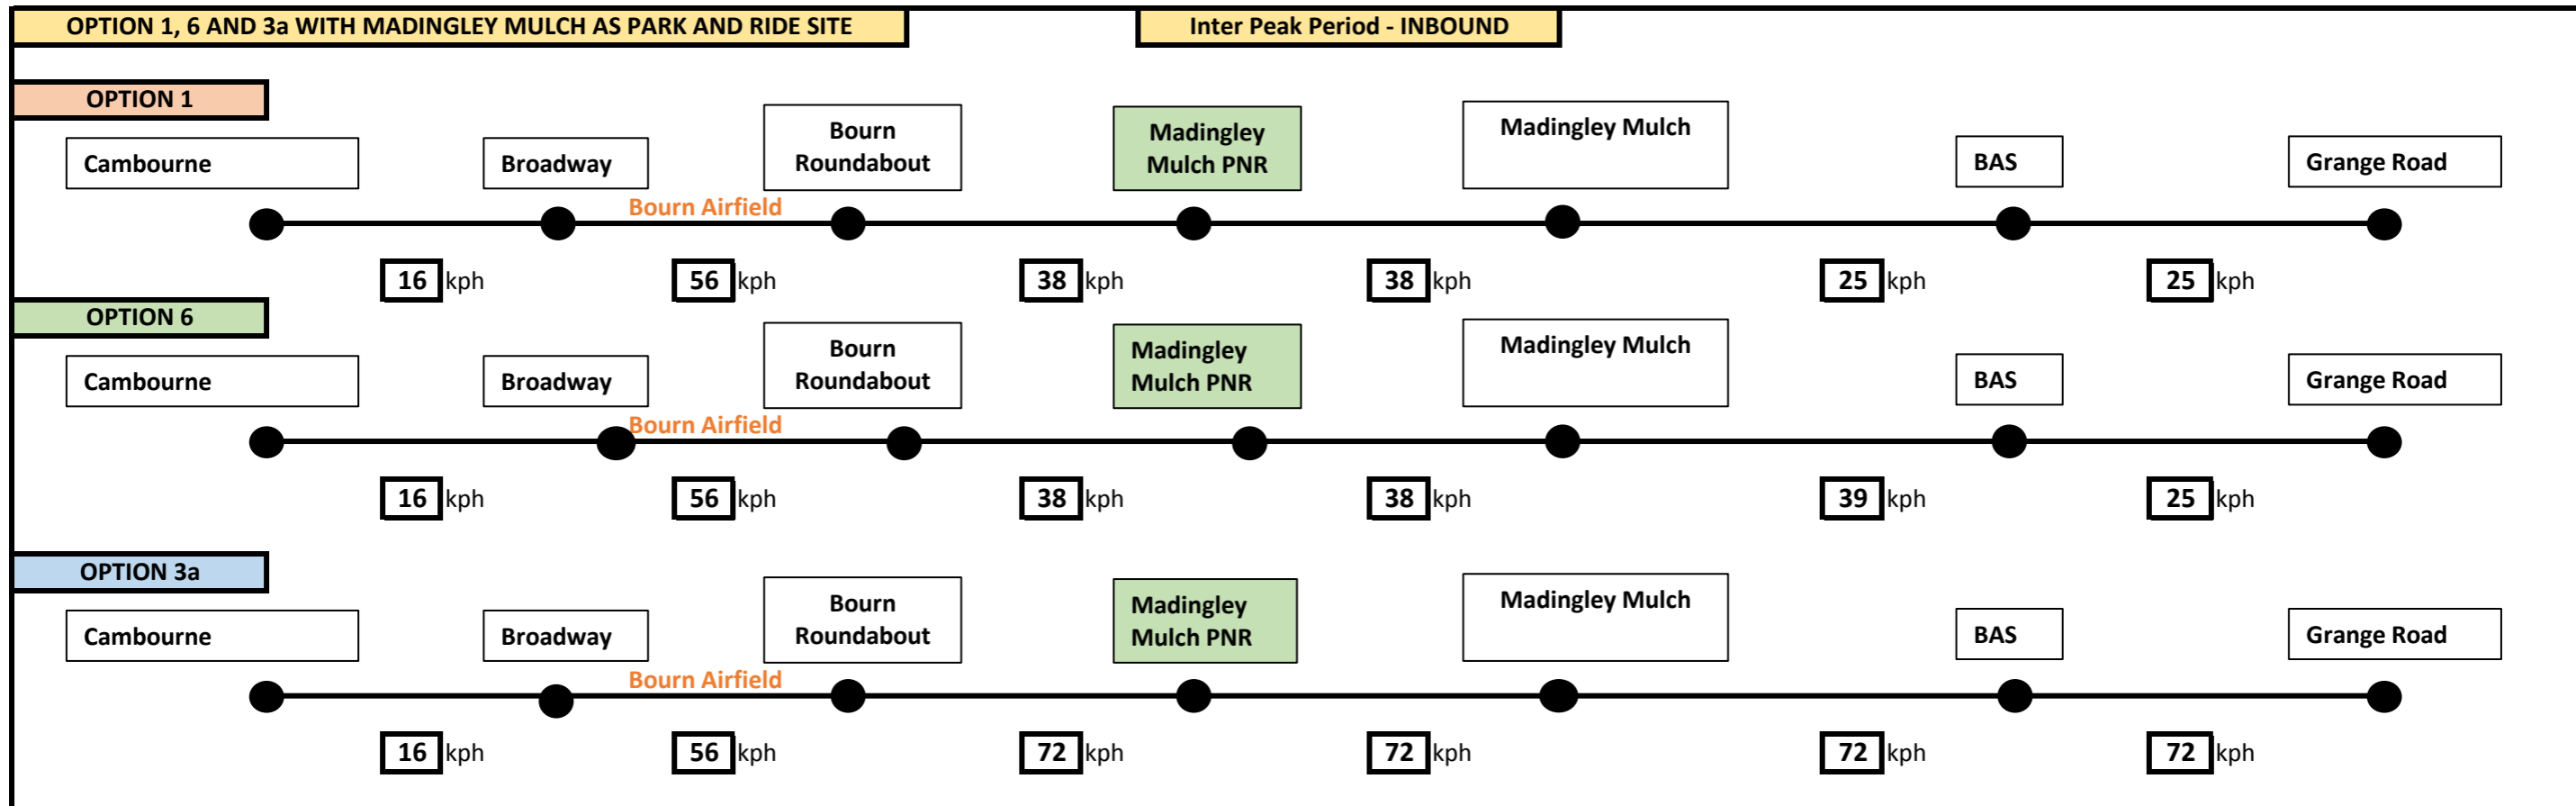 OPTION 1, 6 AND 3a WITH MADINGLEY MULCH AS PARK AND RIDE SITE
Inter Peak Period - INBOUND
OPTION 1
Cambourne
Broadway
Bourn
Roundabout
Madingley
Mulch PNR
Madingley Mulch
BAS
Grange Road
Bourn Airfield
16 kph
56 kph
38 kph
38 kph
25 kph
25 kph
OPTION 6
Cambourne
Broadway
Bourn
Roundabout
Madingley
Mulch PNR
Madingley Mulch
BAS
Grange Road
Bourn Airfield
16 kph
56 kph
38 kph
38 kph
39 kph
25 kph
OPTION 3a
Cambourne
Broadway
Bourn
Roundabout
Madingley
Mulch PNR
Madingley Mulch
BAS
Grange Road
Bourn Airfield
16 kph
56 kph
72 kph
72 kph
72 kph
72 kph